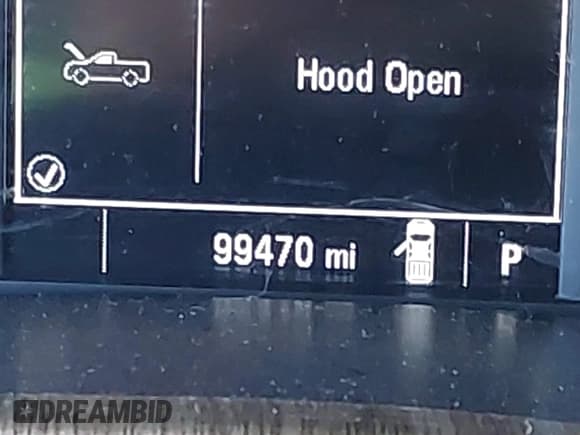 Hood Open
99470 mi
P
DREAMBID